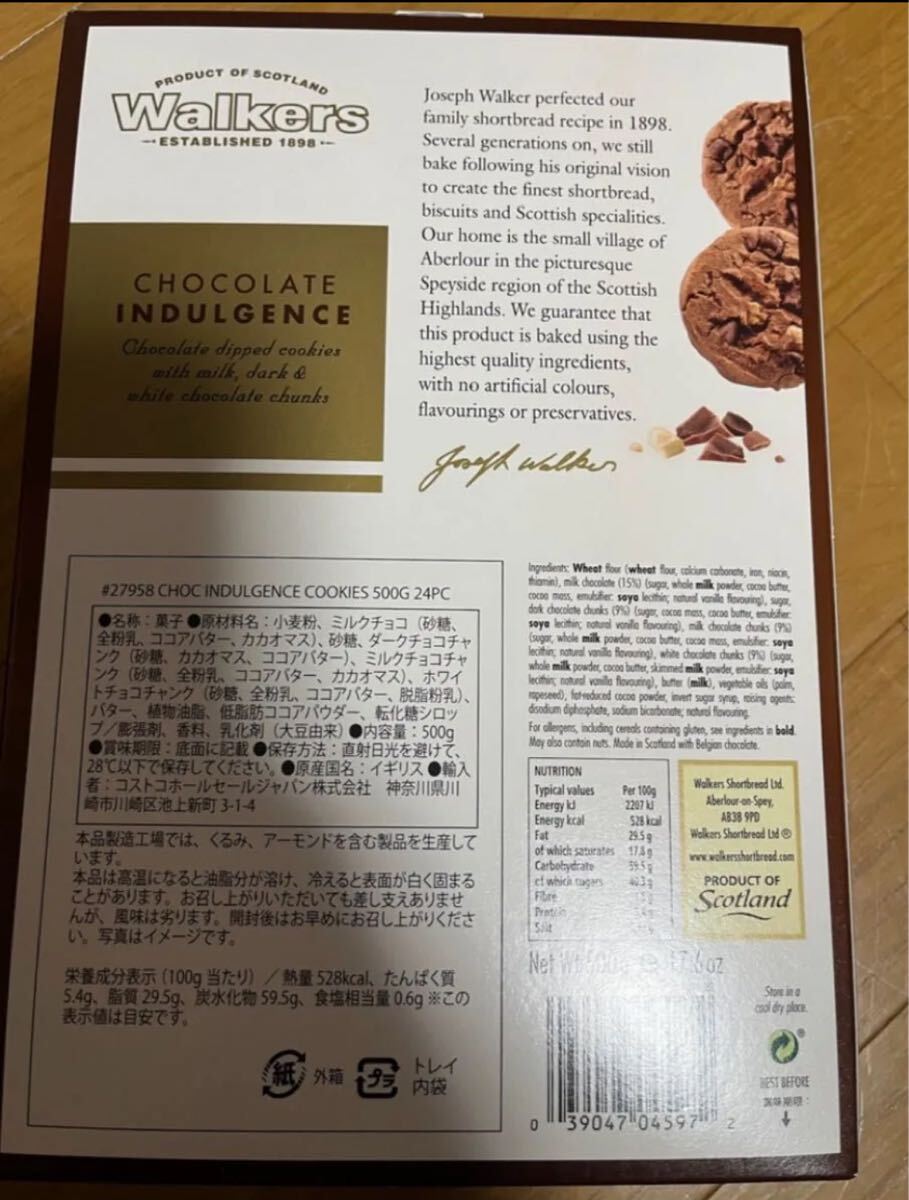 PRODUCT OF SCOTLAND
Walkers
ESTABLISHED 1898
CHOCOLATE
INDULGENCE
Chocolate dipped cookies
with milk, dark &
white chocolate chunks
Joseph Walker perfected our
family shortbread recipe in 1898.
Several generations on, we still
bake following his original vision
to create the finest shortbread,
biscuits and Scottish specialities.
Our home is the small village of
Aberlour in the picturesque
Speyside region of the Scottish
Highlands. We guarantee that
this product is baked using the
highest quality ingredients,
with no artificial colours,
flavourings or preservatives.
Joseph Walker
#27958 CHOC INDULGENCE COOKIES 500G 24PC
●名称：菓子 ●原材料名：小麦粉、ミルクチョコ（砂糖、
全粉乳、ココアバター、カカオマス）、砂糖、ダークチョコチャ
ンク（砂糖、カカオマス、ココアバター）、ミルクチョコチャ
ンク（砂糖、全粉乳、ココアバター、カカオマス）、ホワイ
トチョコチャンク（砂糖、全粉乳、ココアバター、脱脂粉乳）、
バター、植物油脂、低脂肪ココアパウダー、転化糖シロッ
プ／膨張剤、香料、乳化剤（大豆由来）●内容量：500g
●賞味期限：底面に記載 ●保存方法：直射日光を避けて、
28℃以下で保存してください。●原産国名：イギリス ●輸入
者：コストコホールセールジャパン株式会社 神奈川県川
崎市川崎区池上新町 3-1-4
本品製造工場では、くるみ、アーモンドを含む製品を生産して
います。
本品は高温になると油脂分が溶け、冷えると表面が白く固まる
ことがあります。お召し上がりいただいても差し支えありませ
んが、風味は劣ります。開封後はお早めにお召し上がりくださ
い。写真はイメージです。
栄養成分表示（100g 当たり）／熱量 528kcal、たんぱく質
5.4g、脂質 29.5g、炭水化物 59.5g、食塩相当量 0.6g ※この
表示値は目安です。
紙 外箱 プラ トレイ
内袋
Ingredients: Wheat flour (wheat flour, calcium carbonate, iron, niacin,
thiamin), milk chocolate (15%) (sugar, whole milk powder, cocoa butter,
cocoa mass, emulsifier: soya lecithin; natural vanilla flavouring), sugar,
dark chocolate chunks (9%) (sugar, cocoa mass, cocoa butter, emulsifier:
soya lecithin; natural vanilla flavouring), milk chocolate chunks (9%)
(sugar, whole milk powder, cocoa butter, cocoa mass, emulsifier: soya
lecithin; natural vanilla flavouring), white chocolate chunks (9%) (sugar,
whole milk powder, cocoa butter, skimmed milk powder, emulsifier: soya
lecithin; natural vanilla flavouring), butter (milk), vegetable oils (palm,
rapeseed), fat-reduced cocoa powder, invert sugar syrup, raising agents:
disodium diphosphate, sodium bicarbonate; natural flavouring.
For allergens, including cereals containing gluten, see ingredients in bold.
May also contain nuts. Made in Scotland with Belgian chocolate.
NUTRITION
Typical values Per 100g
Energy kJ 2207 kJ
Energy kcal 528 kcal
Fat 29.5 g
of which saturates 17.8 g
Carbohydrate 59.5 g
of which sugars 40.3 g
Fibre
Protein
Salt
Walkers Shortbread Ltd.
Aberlour-on-Spey,
AB38 9PD
Walkers Shortbread Ltd ®
www.walkersshortbread.com
PRODUCT OF
Scotland
Net Wt 500g e 17.6 oz
Store in a
cool dry place.
BEST BEFORE
賞味期限：
0 39047 04597 2